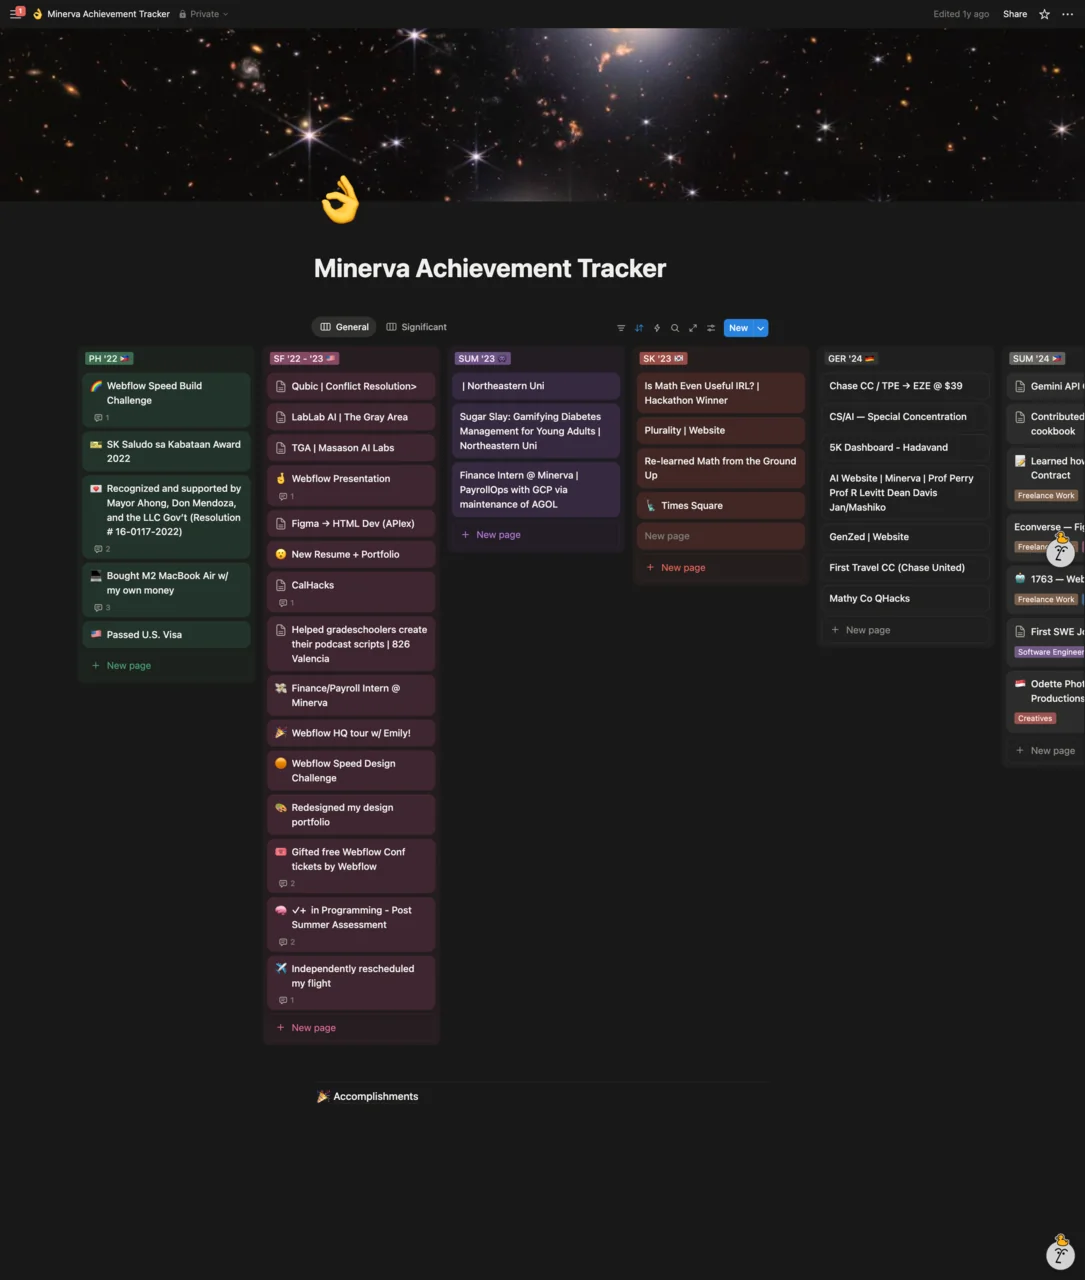 1
Minerva Achievement Tracker
Private
Edited 1y ago
Share
Minerva Achievement Tracker
General
Significant
New
PH '22
Webflow Speed Build
Challenge
1
SK Saludo sa Kabataan Award
2022
Recognized and supported by
Mayor Ahong, Don Mendoza,
and the LLC Gov't (Resolution
# 16-0117-2022)
2
Bought M2 MacBook Air w/
my own money
3
Passed U.S. Visa
+ New page
SF '22 - '23
Qubic | Conflict Resolution>
LabLab AI | The Gray Area
TGA | Masason AI Labs
Webflow Presentation
1
Figma → HTML Dev (APIex)
New Resume + Portfolio
CalHacks
1
Helped gradeschoolers create
their podcast scripts | 826
Valencia
Finance/Payroll Intern @
Minerva
Webflow HQ tour w/ Emily!
Webflow Speed Design
Challenge
Redesigned my design
portfolio
Gifted free Webflow Conf
tickets by Webflow
2
✓+ in Programming - Post
Summer Assessment
2
Independently rescheduled
my flight
1
+ New page
SUM '23
| Northeastern Uni
Sugar Slay: Gamifying Diabetes
Management for Young Adults |
Northeastern Uni
Finance Intern @ Minerva |
PayrollOps with GCP via
maintenance of AGOL
+ New page
SK '23
Is Math Even Useful IRL? |
Hackathon Winner
Plurality | Website
Re-learned Math from the Ground
Up
Times Square
New page
+ New page
GER '24
Chase CC / TPE → EZE @ $39
CS/AI — Special Concentration
5K Dashboard - Hadavand
AI Website | Minerva | Prof Perry
Prof R Levitt Dean Davis
Jan/Mashiko
GenZed | Website
First Travel CC (Chase United)
Mathy Co QHacks
+ New page
SUM '24
Gemini API
Contributed
cookbook
Learned how
Contract
Freelance Work
Econverse — Fig
Freelanc
1763 — Web
Freelance Work
First SWE J
Software Engineer
Odette Phot
Productions
Creatives
+ New page
Accomplishments